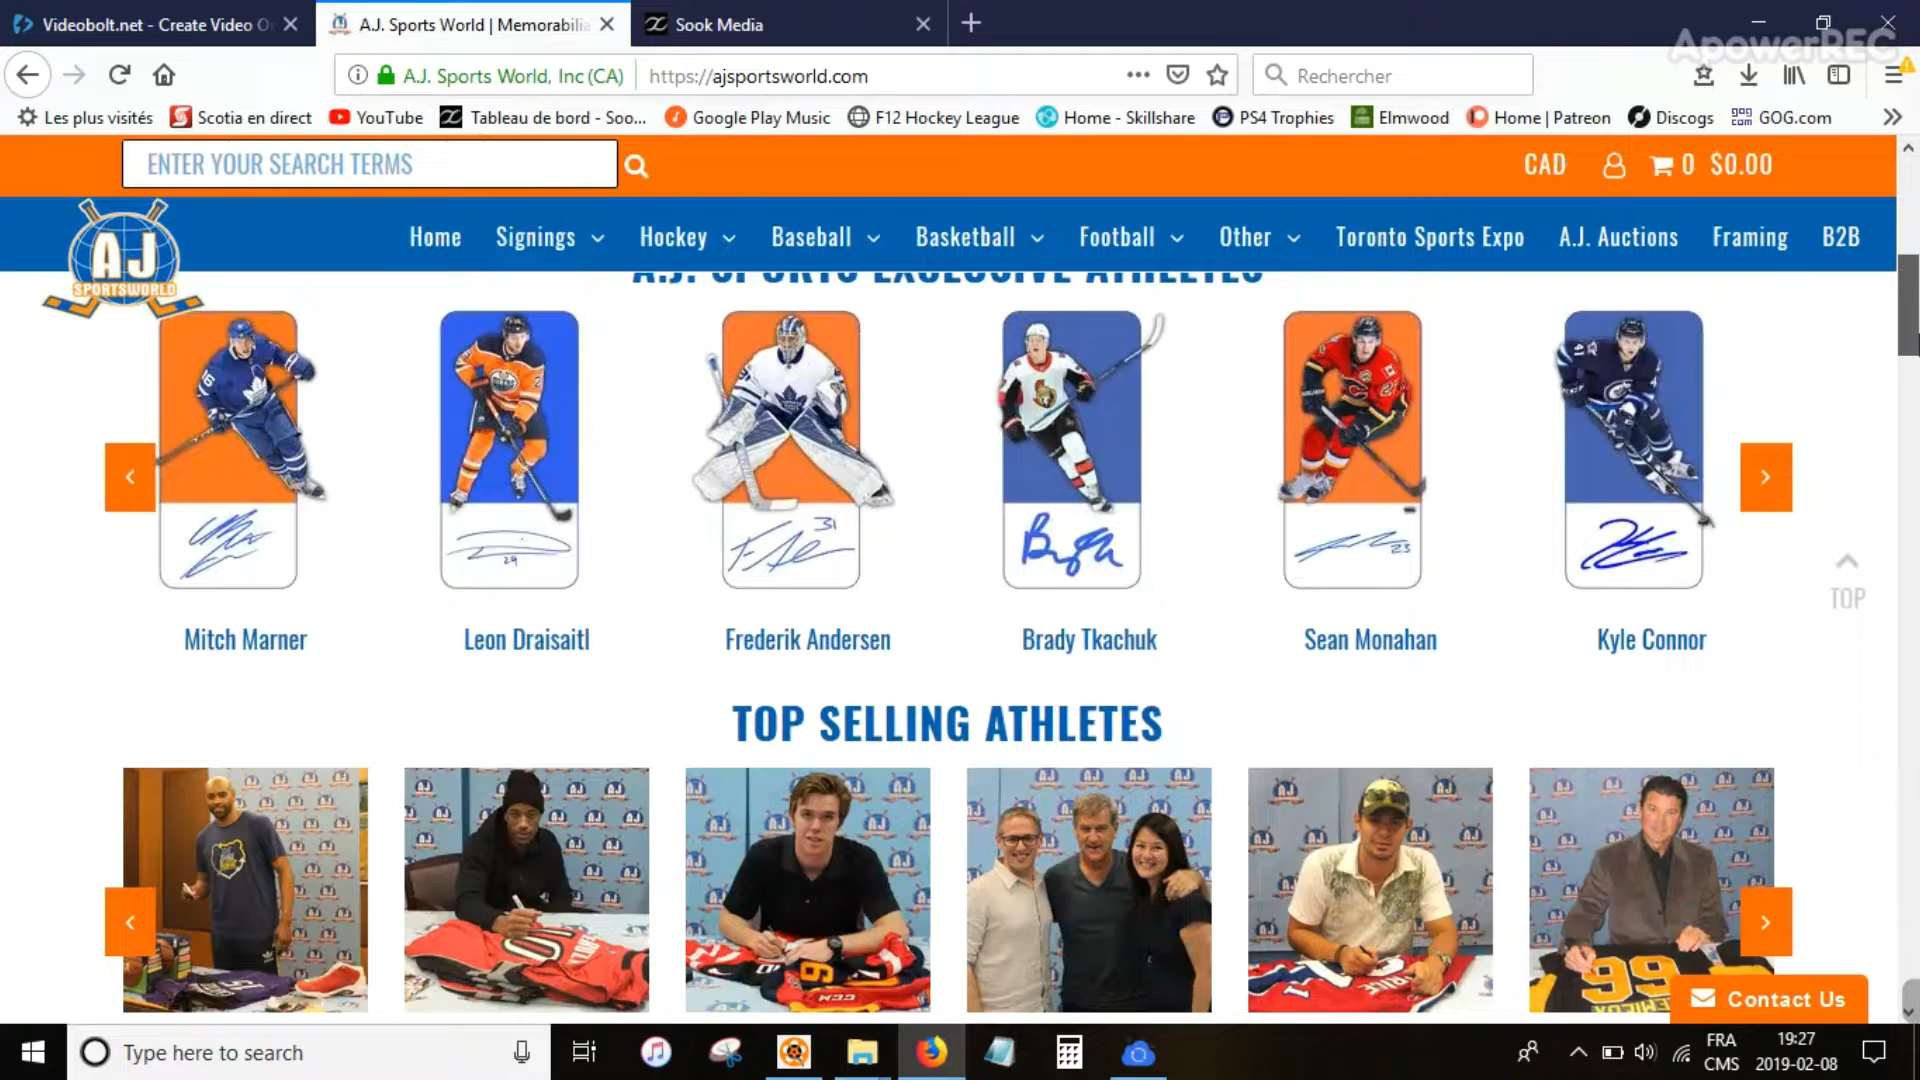 Videobolt.net - Create Video O
A.J. Sports World | Memorabilia
Sook Media
ApowerREC
A.J. Sports World, Inc (CA)
https://ajsportsworld.com
Rechercher
Les plus visités
Scotia en direct
YouTube
Tableau de bord - Soo...
Google Play Music
F12 Hockey League
Home - Skillshare
PS4 Trophies
Elmwood
Home | Patreon
Discogs
GOG.com
ENTER YOUR SEARCH TERMS
CAD
0 $0.00
AJ
SPORTSWORLD
Home
Signings
Hockey
Baseball
Basketball
Football
Other
Toronto Sports Expo
A.J. Auctions
Framing
B2B
A.J. SPORTS EXCLUSIVE ATHLETES
Mitch Marner
Leon Draisaitl
Frederik Andersen
Brady Tkachuk
Sean Monahan
Kyle Connor
TOP
TOP SELLING ATHLETES
Contact Us
Type here to search
FRA
CMS
19:27
2019-02-08